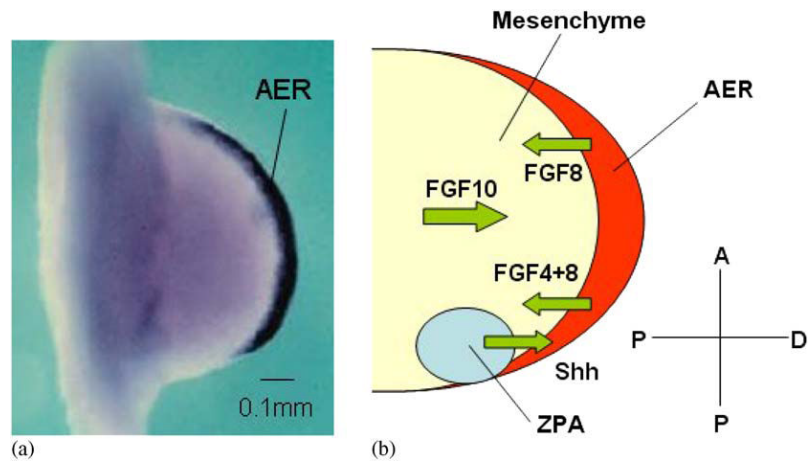 AER
0.1mm
(a)
Mesenchyme
AER
FGF8
FGF10
FGF4+8
Shh
ZPA
A
P D
P
(b)